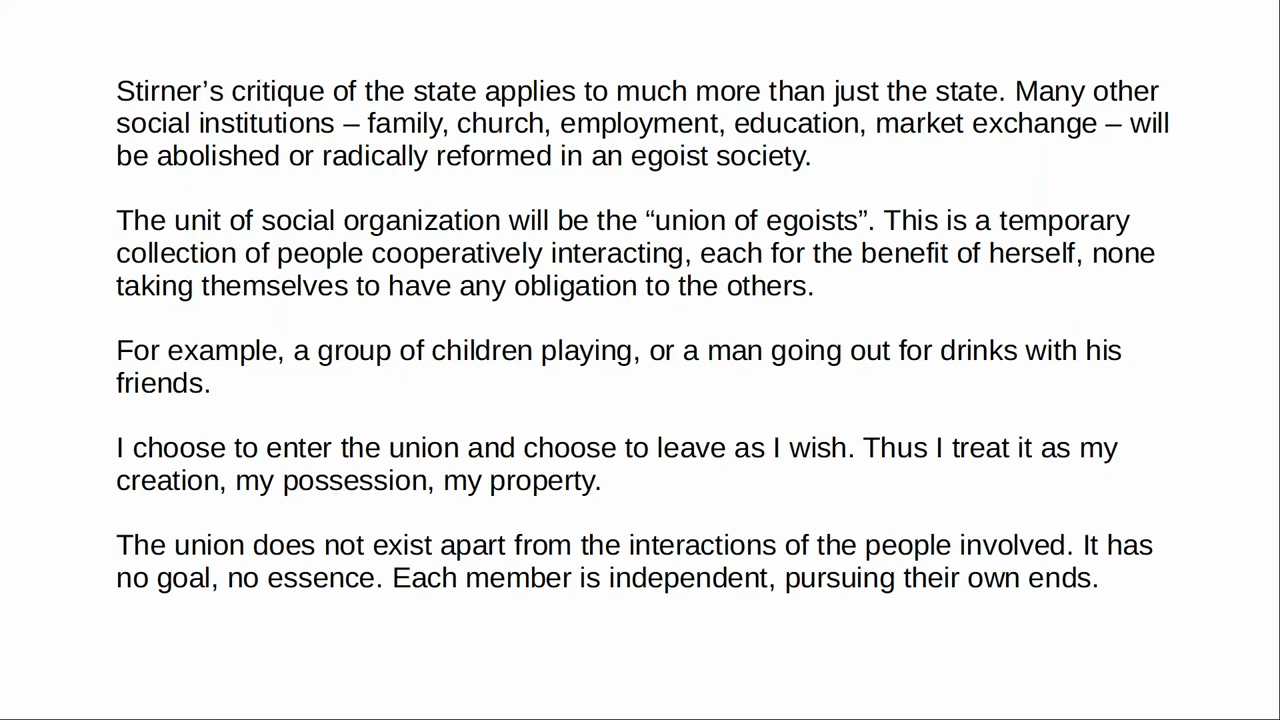 Stirner’s critique of the state applies to much more than just the state. Many other
social institutions – family, church, employment, education, market exchange – will
be abolished or radically reformed in an egoist society.
The unit of social organization will be the “union of egoists”. This is a temporary
collection of people cooperatively interacting, each for the benefit of herself, none
taking themselves to have any obligation to the others.
For example, a group of children playing, or a man going out for drinks with his
friends.
I choose to enter the union and choose to leave as I wish. Thus I treat it as my
creation, my possession, my property.
The union does not exist apart from the interactions of the people involved. It has
no goal, no essence. Each member is independent, pursuing their own ends.